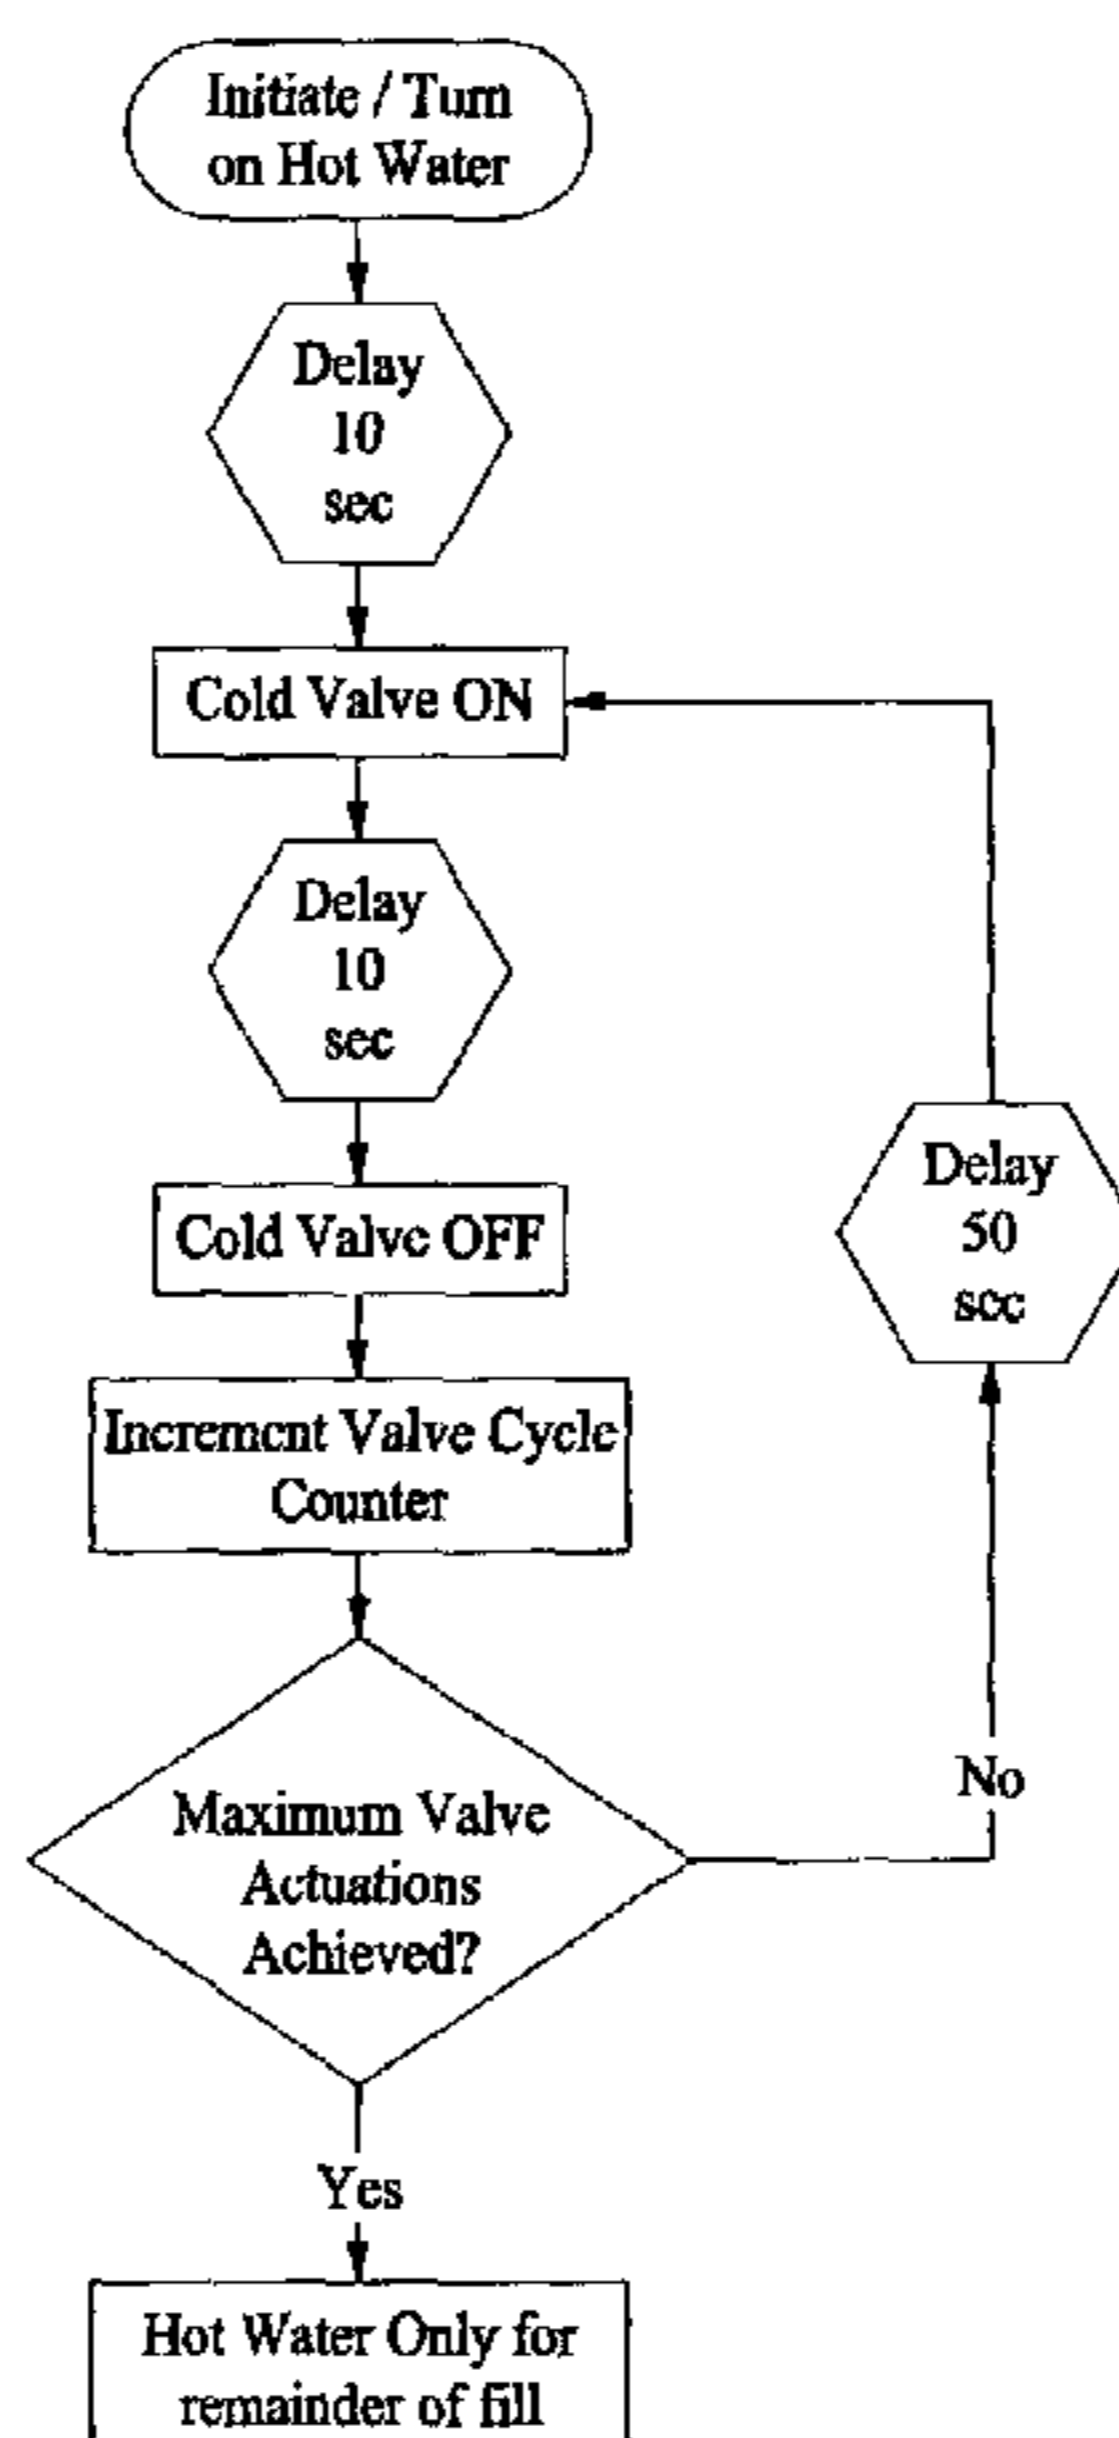 Initiate / Turn
on Hot Water
Delay
10
sec
Cold Valve ON
Delay
10
sec
Cold Valve OFF
Delay
50
sec
Increment Valve Cycle
Counter
Maximum Valve
Actuations
Achieved?
No
Yes
Hot Water Only for
remainder of fill